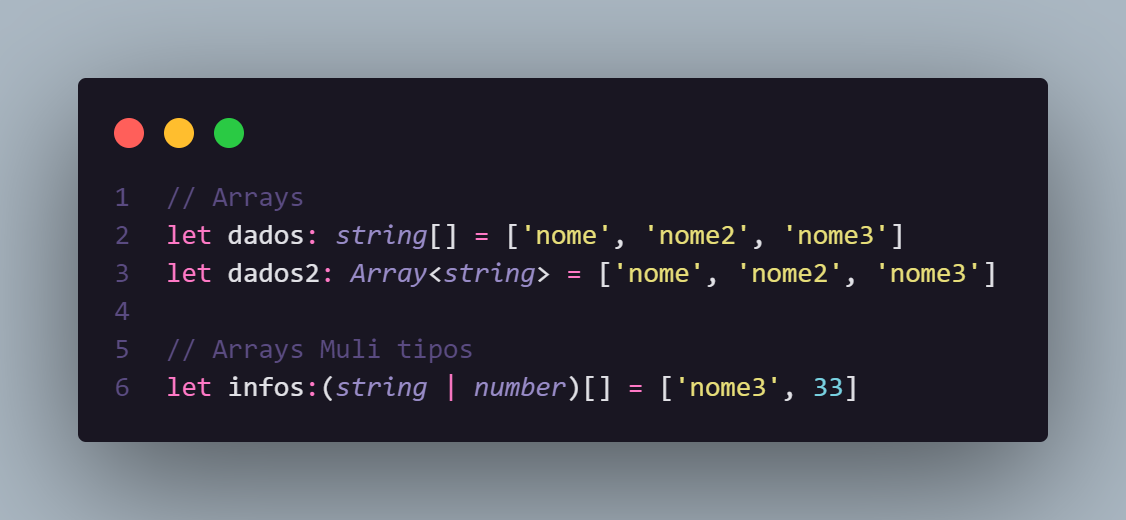 1 // Arrays
2 let dados: string[] = ['nome', 'nome2', 'nome3']
3 let dados2: Array<string> = ['nome', 'nome2', 'nome3']
4
5 // Arrays Muli tipos
6 let infos:(string | number)[] = ['nome3', 33]